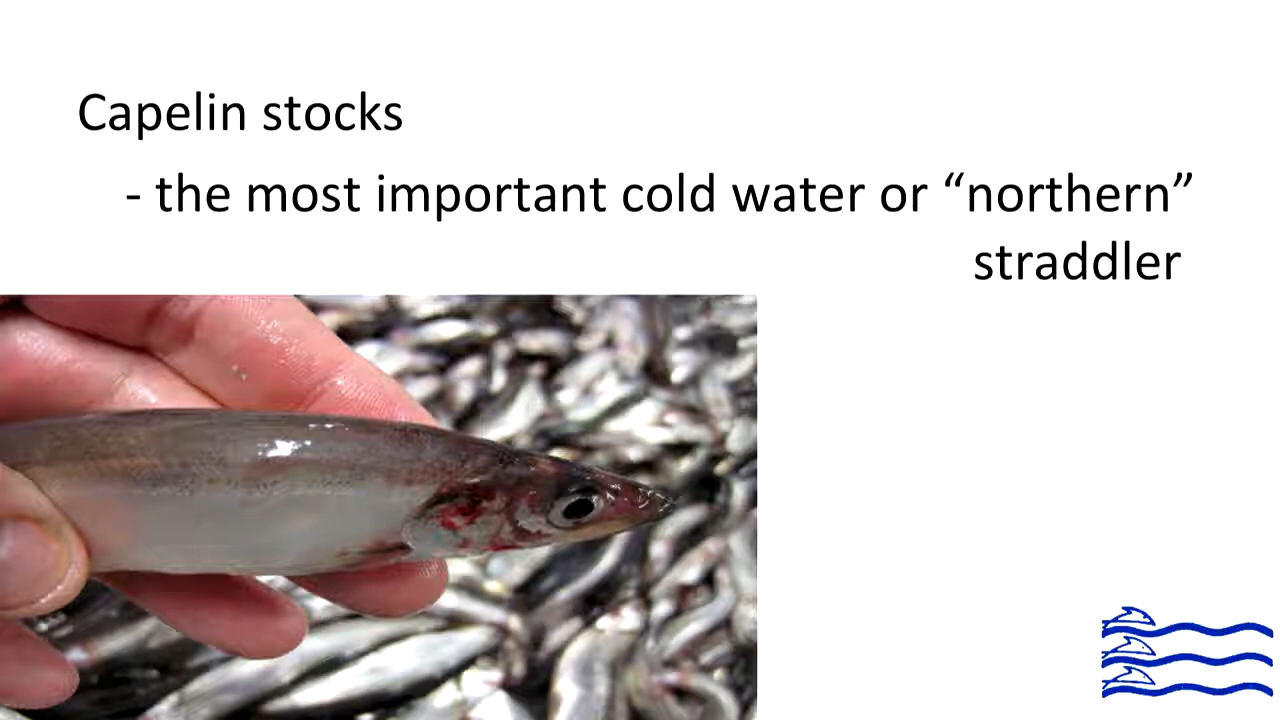 Capelin stocks
- the most important cold water or “northern”
straddler